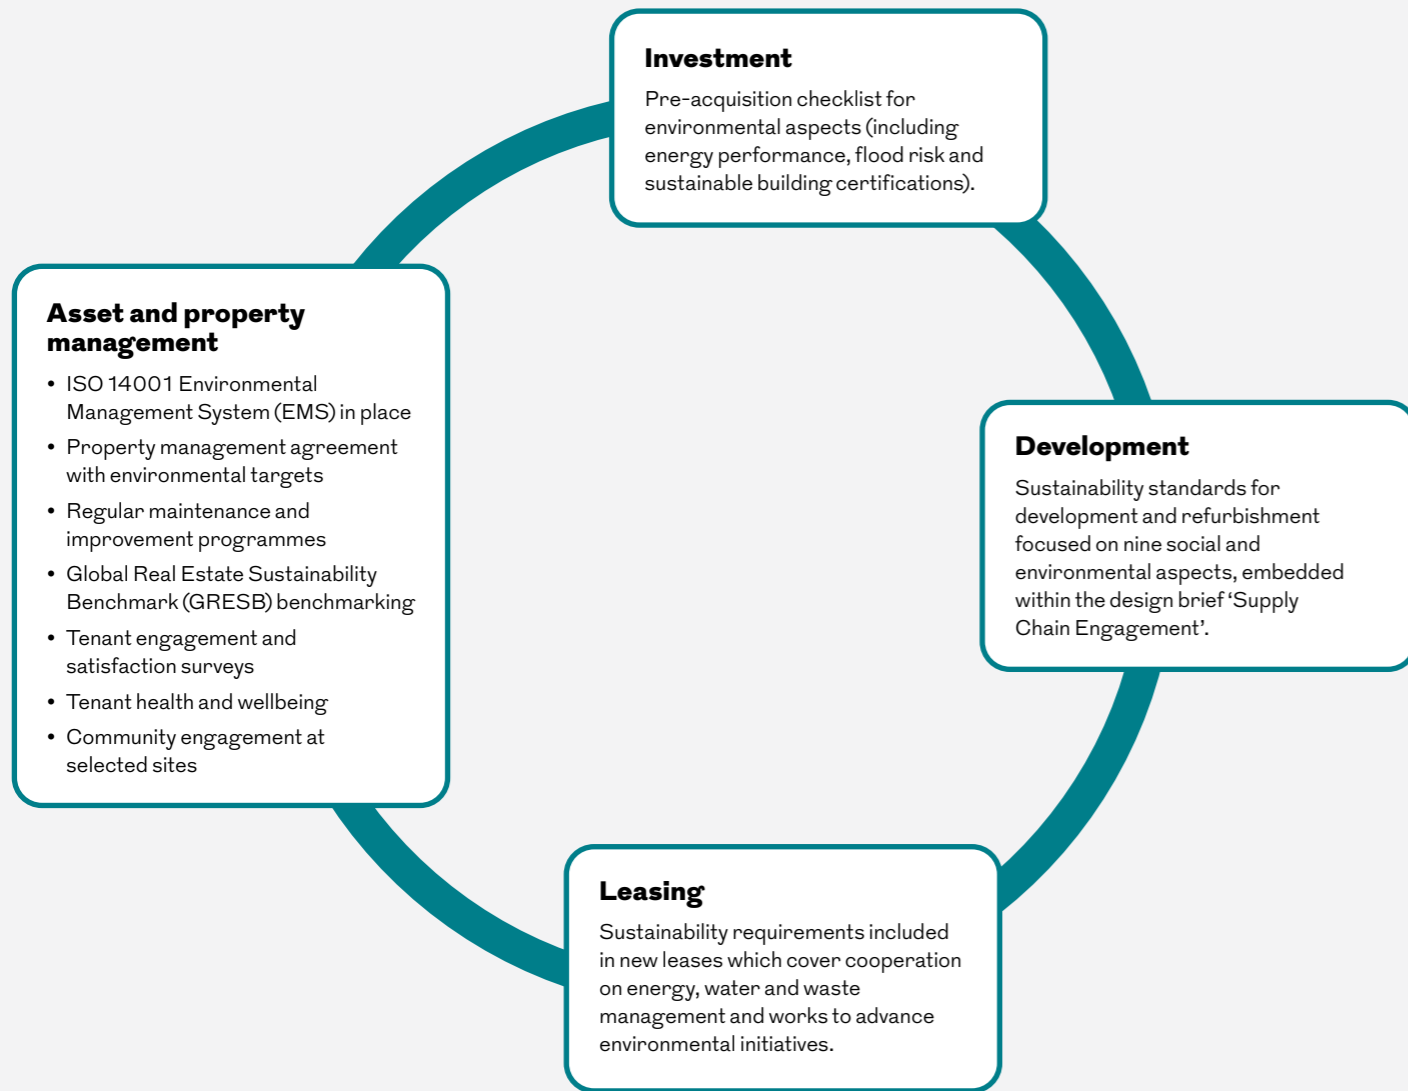 Investment
Pre-acquisition checklist for
environmental aspects (including
energy performance, flood risk and
sustainable building certifications).
Asset and property
management
• ISO 14001 Environmental
Management System (EMS) in place
• Property management agreement
with environmental targets
• Regular maintenance and
improvement programmes
• Global Real Estate Sustainability
Benchmark (GRESB) benchmarking
• Tenant engagement and
satisfaction surveys
• Tenant health and wellbeing
• Community engagement at
selected sites
Development
Sustainability standards for
development and refurbishment
focused on nine social and
environmental aspects, embedded
within the design brief ‘Supply
Chain Engagement’.
Leasing
Sustainability requirements included
in new leases which cover cooperation
on energy, water and waste
management and works to advance
environmental initiatives.